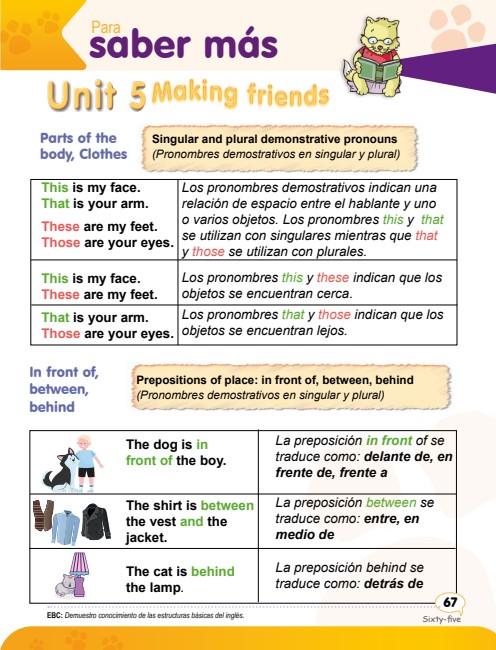 Para
saber más
Unit 5 Making friends
Parts of the
body, Clothes
Singular and plural demonstrative pronouns
(Pronombres demostrativos en singular y plural)
This is my face.
That is your arm.
These are my feet.
Those are your eyes.
Los pronombres demostrativos indican una
relación de espacio entre el hablante y uno
o varios objetos. Los pronombres this y that
se utilizan con singulares mientras que that
y those se utilizan con plurales.
This is my face.
These are my feet.
Los pronombres this y these indican que los
objetos se encuentran cerca.
That is your arm.
Those are your eyes.
Los pronombres that y those indican que los
objetos se encuentran lejos.
In front of,
between,
behind
Prepositions of place: in front of, between, behind
(Pronombres demostrativos en singular y plural)
The dog is in
front of the boy.
La preposición in front of se
traduce como: delante de, en
frente de, frente a
The shirt is between
the vest and the
jacket.
La preposición between se
traduce como: entre, en
medio de
The cat is behind
the lamp.
La preposición behind se
traduce como: detrás de
67
Sixty-five
EBC: Demuestro conocimiento de las estructuras básicas del inglés.